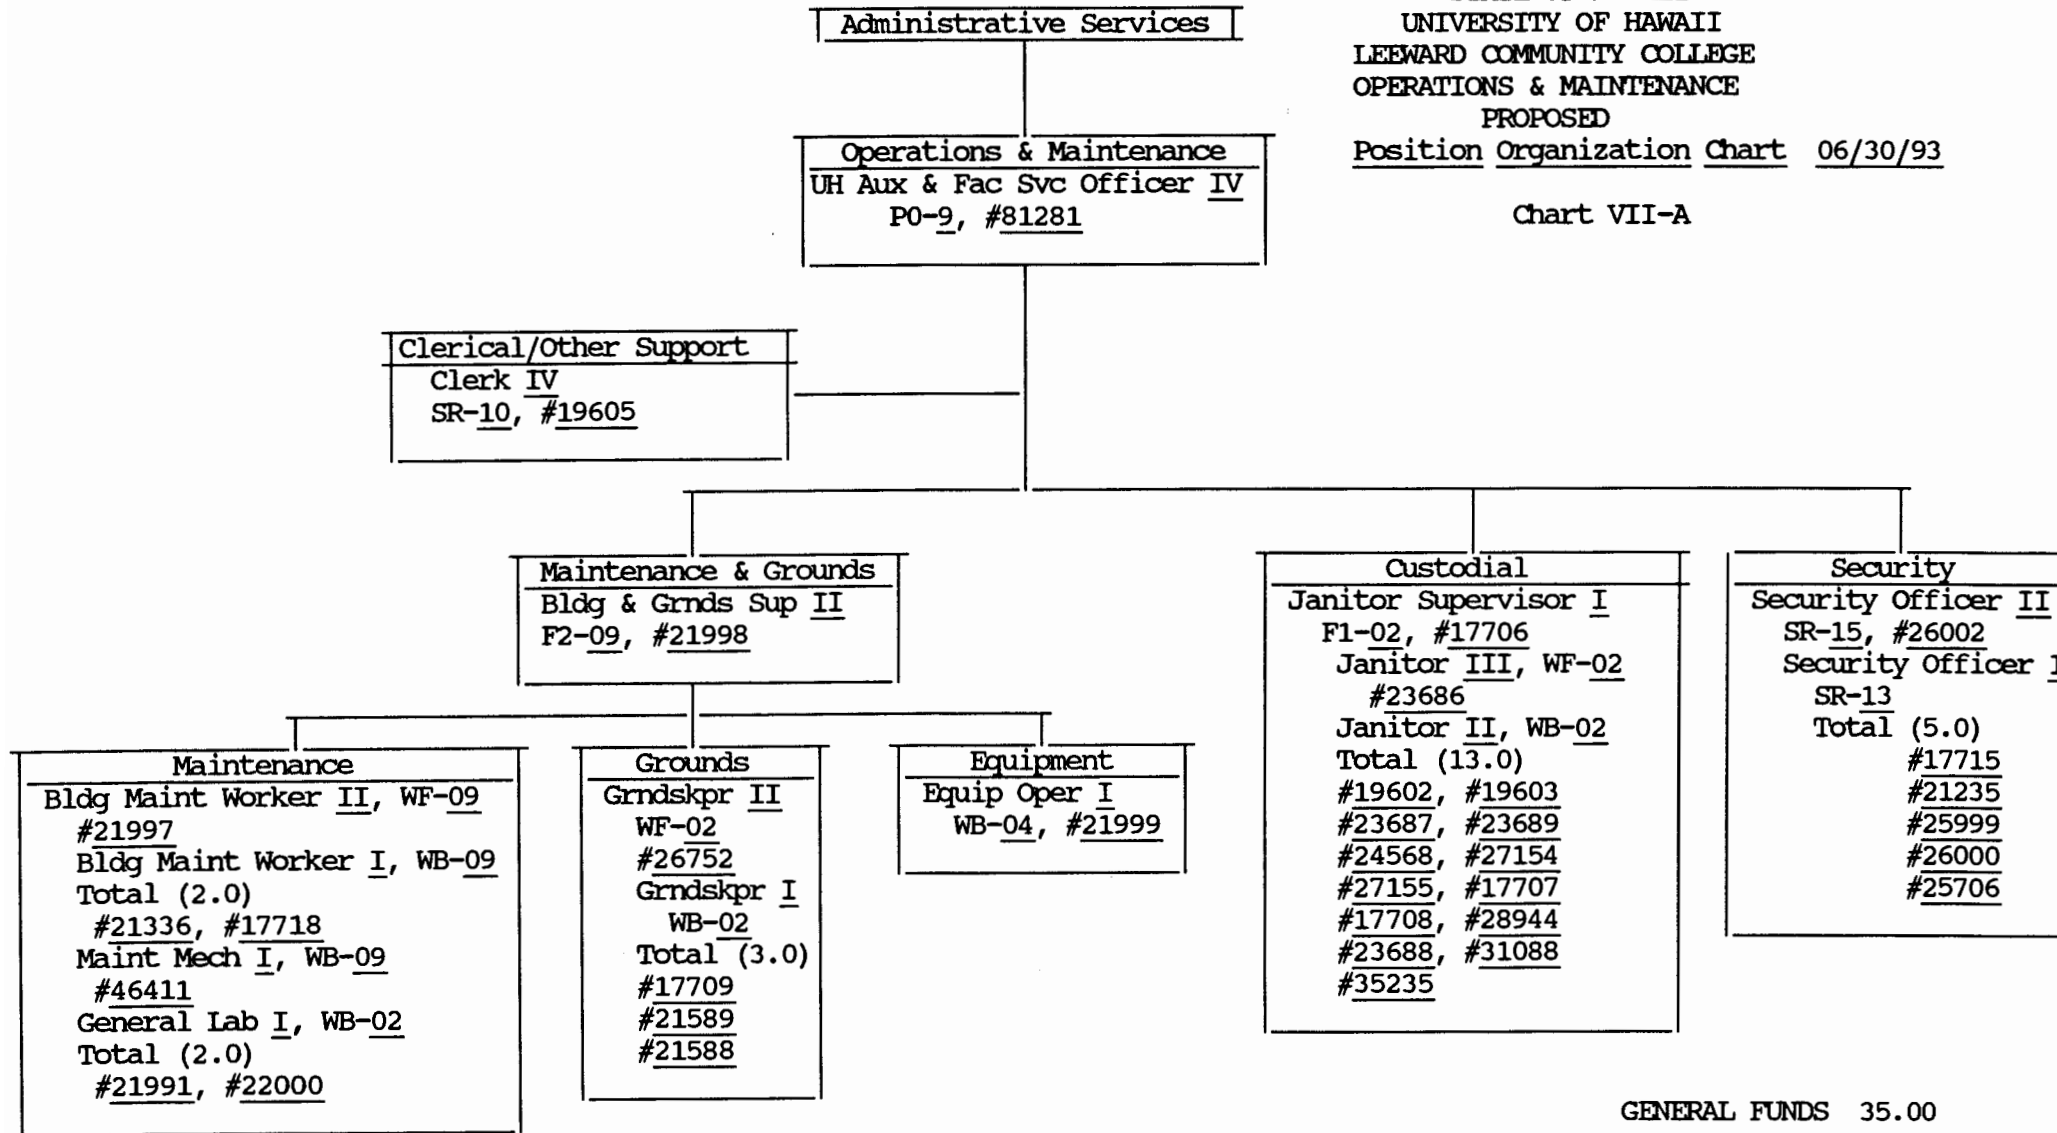 Administrative Services
UNIVERSITY OF HAWAII
LEEWARD COMMUNITY COLLEGE
OPERATIONS & MAINTENANCE
PROPOSED
Position Organization Chart 06/30/93
Chart VII-A
Operations & Maintenance
UH Aux & Fac Svc Officer IV
PO-9, #81281
Clerical/Other Support
Clerk IV
SR-10, #19605
Maintenance & Grounds
Bldg & Grnds Sup II
F2-09, #21998
Maintenance
Bldg Maint Worker II, WF-09
#21997
Bldg Maint Worker I, WB-09
Total (2.0)
#21336, #17718
Maint Mech I, WB-09
#46411
General Lab I, WB-02
Total (2.0)
#21991, #22000
Grounds
Grndskpr II
WF-02
#26752
Grndskpr I
WB-02
Total (3.0)
#17709
#21589
#21588
Equipment
Equip Oper I
WB-04, #21999
Custodial
Janitor Supervisor I
F1-02, #17706
Janitor III, WF-02
#23686
Janitor II, WB-02
Total (13.0)
#19602, #19603
#23687, #23689
#24568, #27154
#27155, #17707
#17708, #28944
#23688, #31088
#35235
Security
Security Officer II
SR-15, #26002
Security Officer I
SR-13
Total (5.0)
#17715
#21235
#25999
#26000
#25706
GENERAL FUNDS 35.00